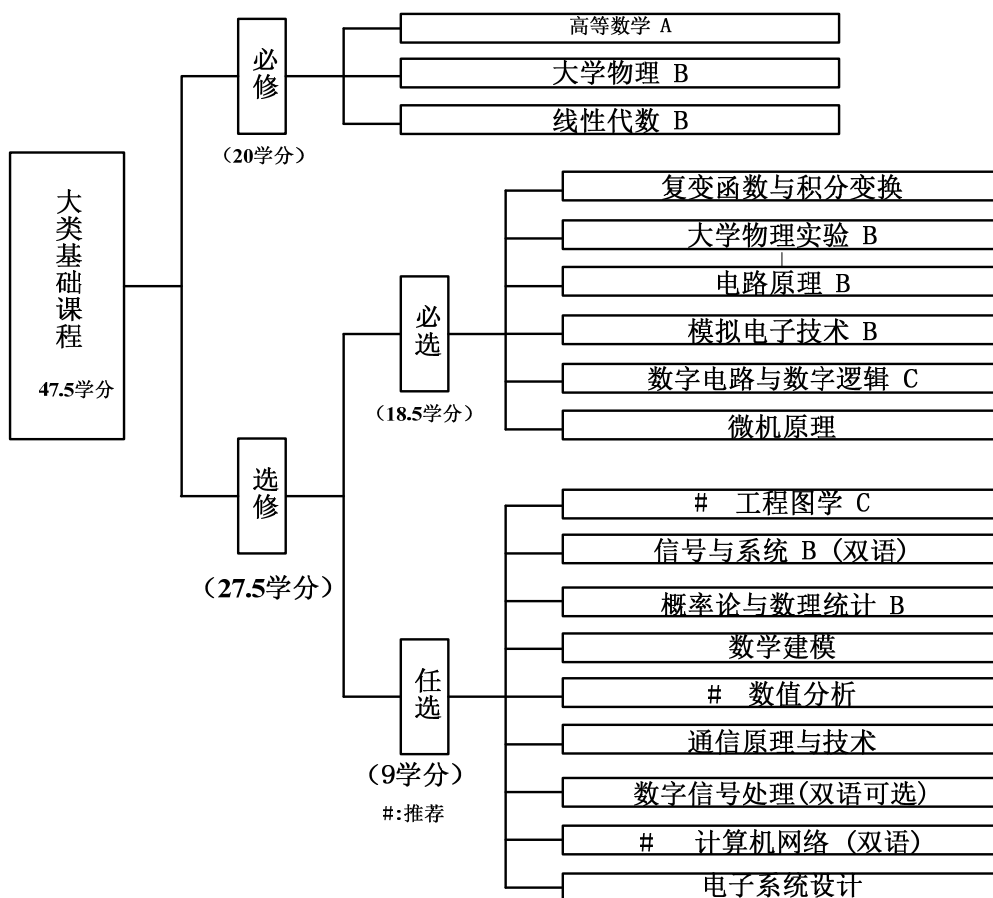 大类基础课程
47.5学分
必修
（20学分）
高等数学 A
大学物理 B
线性代数 B
选修
（27.5学分）
必选
（18.5学分）
复变函数与积分变换
大学物理实验 B
电路原理 B
模拟电子技术 B
数字电路与数字逻辑 C
微机原理
任选
（9学分）
#:推荐
# 工程图学 C
信号与系统 B (双语)
概率论与数理统计 B
数学建模
# 数值分析
通信原理与技术
数字信号处理(双语可选)
# 计算机网络 (双语)
电子系统设计